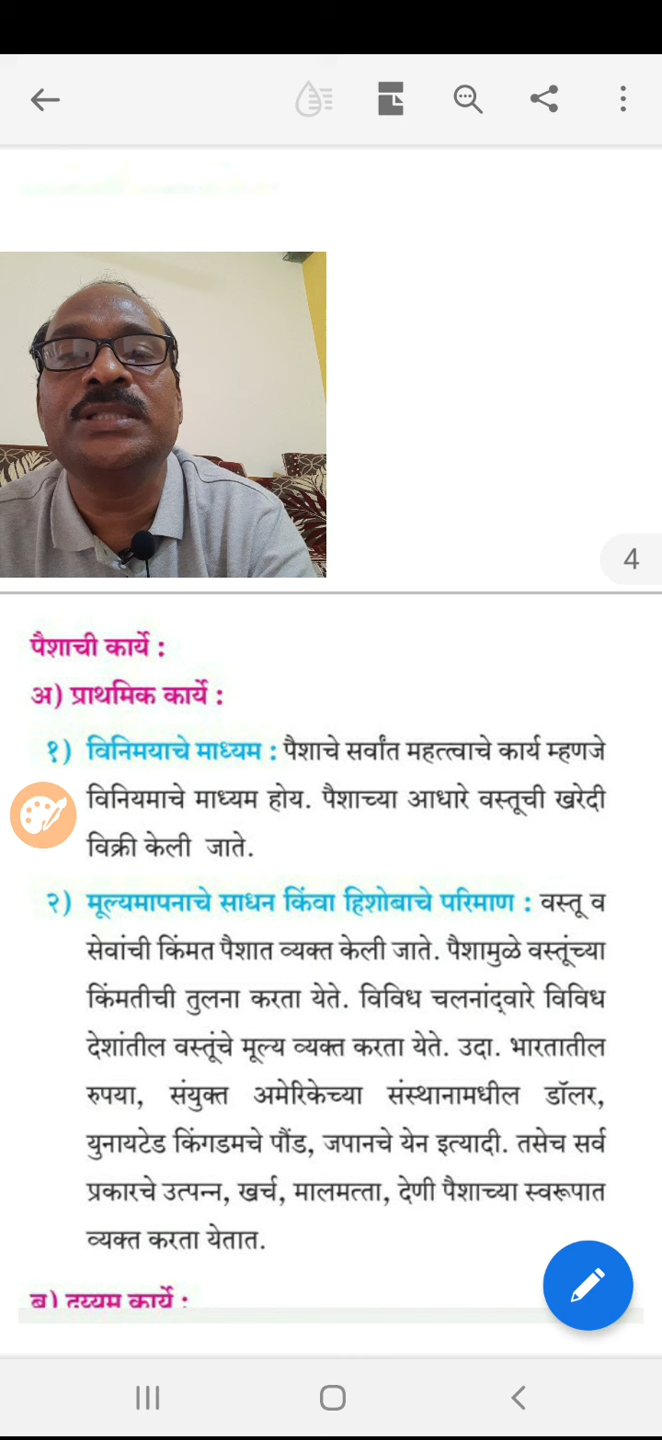 4
पैशाची कार्ये :
अ) प्राथमिक कार्ये :
१) विनिमयाचे माध्यम : पैशाचे सर्वांत महत्त्वाचे कार्य म्हणजे
विनियमाचे माध्यम होय. पैशाच्या आधारे वस्तूची खरेदी
विक्री केली जाते.
२) मूल्यमापनाचे साधन किंवा हिशोबाचे परिमाण : वस्तू व
सेवांची किंमत पैशात व्यक्त केली जाते. पैशामुळे वस्तूंच्या
किंमतीची तुलना करता येते. विविध चलनांद्वारे विविध
देशांतील वस्तूंचे मूल्य व्यक्त करता येते. उदा. भारतातील
रुपया, संयुक्त अमेरिकेच्या संस्थानामधील डॉलर,
युनायटेड किंगडमचे पौंड, जपानचे येन इत्यादी. तसेच सर्व
प्रकारचे उत्पन्न, खर्च, मालमत्ता, देणी पैशाच्या स्वरूपात
व्यक्त करता येतात.
ब) दुय्यम कार्ये :